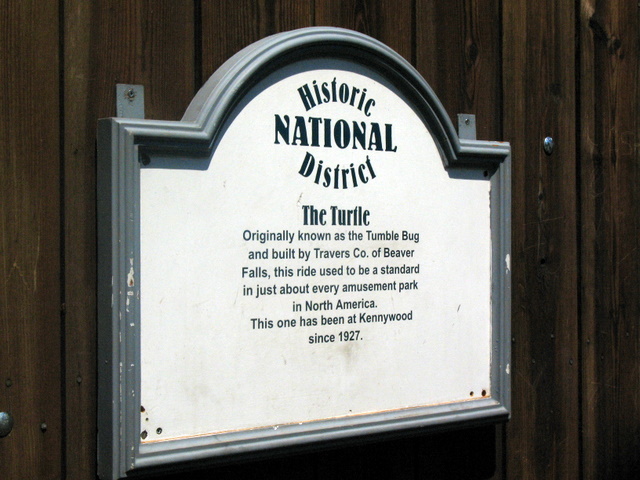 Historic
NATIONAL
District
The Turtle
Originally known as the Tumble Bug
and built by Travers Co. of Beaver
Falls, this ride used to be a standard
in just about every amusement park
in North America.
This one has been at Kennywood
since 1927.